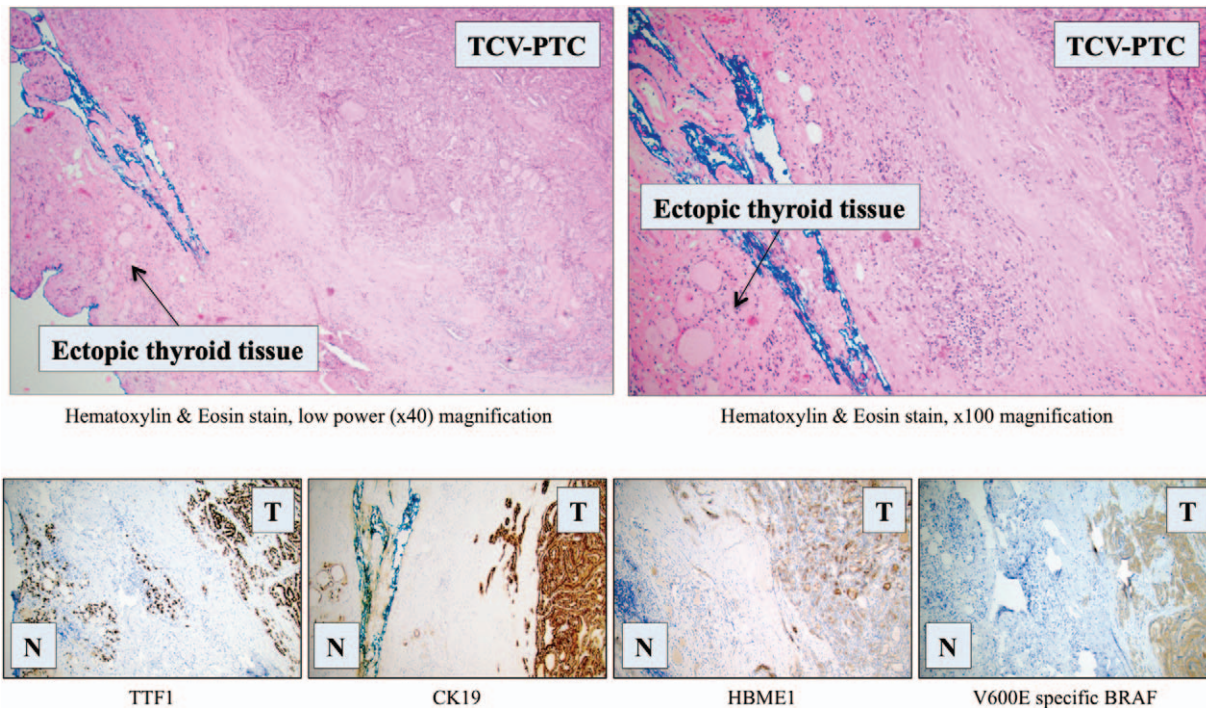 TCV-PTC
Ectopic thyroid tissue
Hematoxylin & Eosin stain, low power (x40) magnification
TCV-PTC
Ectopic thyroid tissue
Hematoxylin & Eosin stain, x100 magnification
T
N
TTF1
T
N
CK19
T
N
HBME1
T
N
V600E specific BRAF